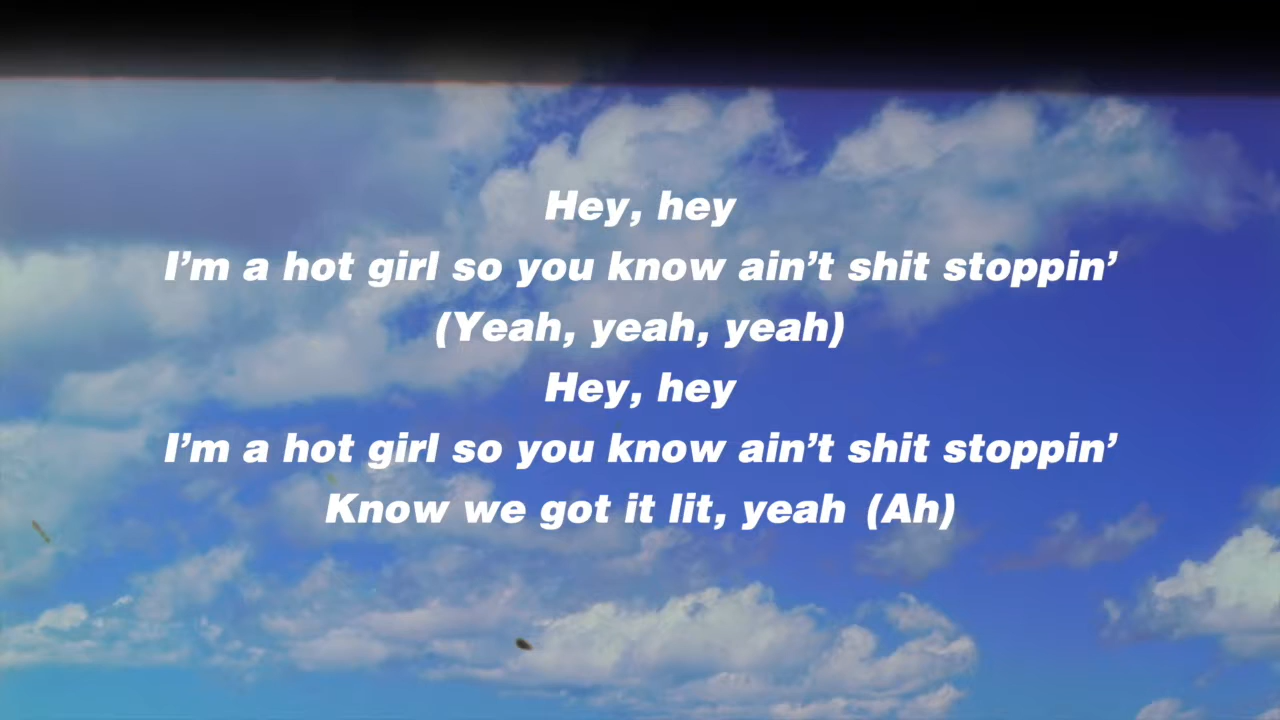 Hey, hey
I’m a hot girl so you know ain’t shit stoppin’
(Yeah, yeah, yeah)
Hey, hey
I’m a hot girl so you know ain’t shit stoppin’
Know we got it lit, yeah (Ah)